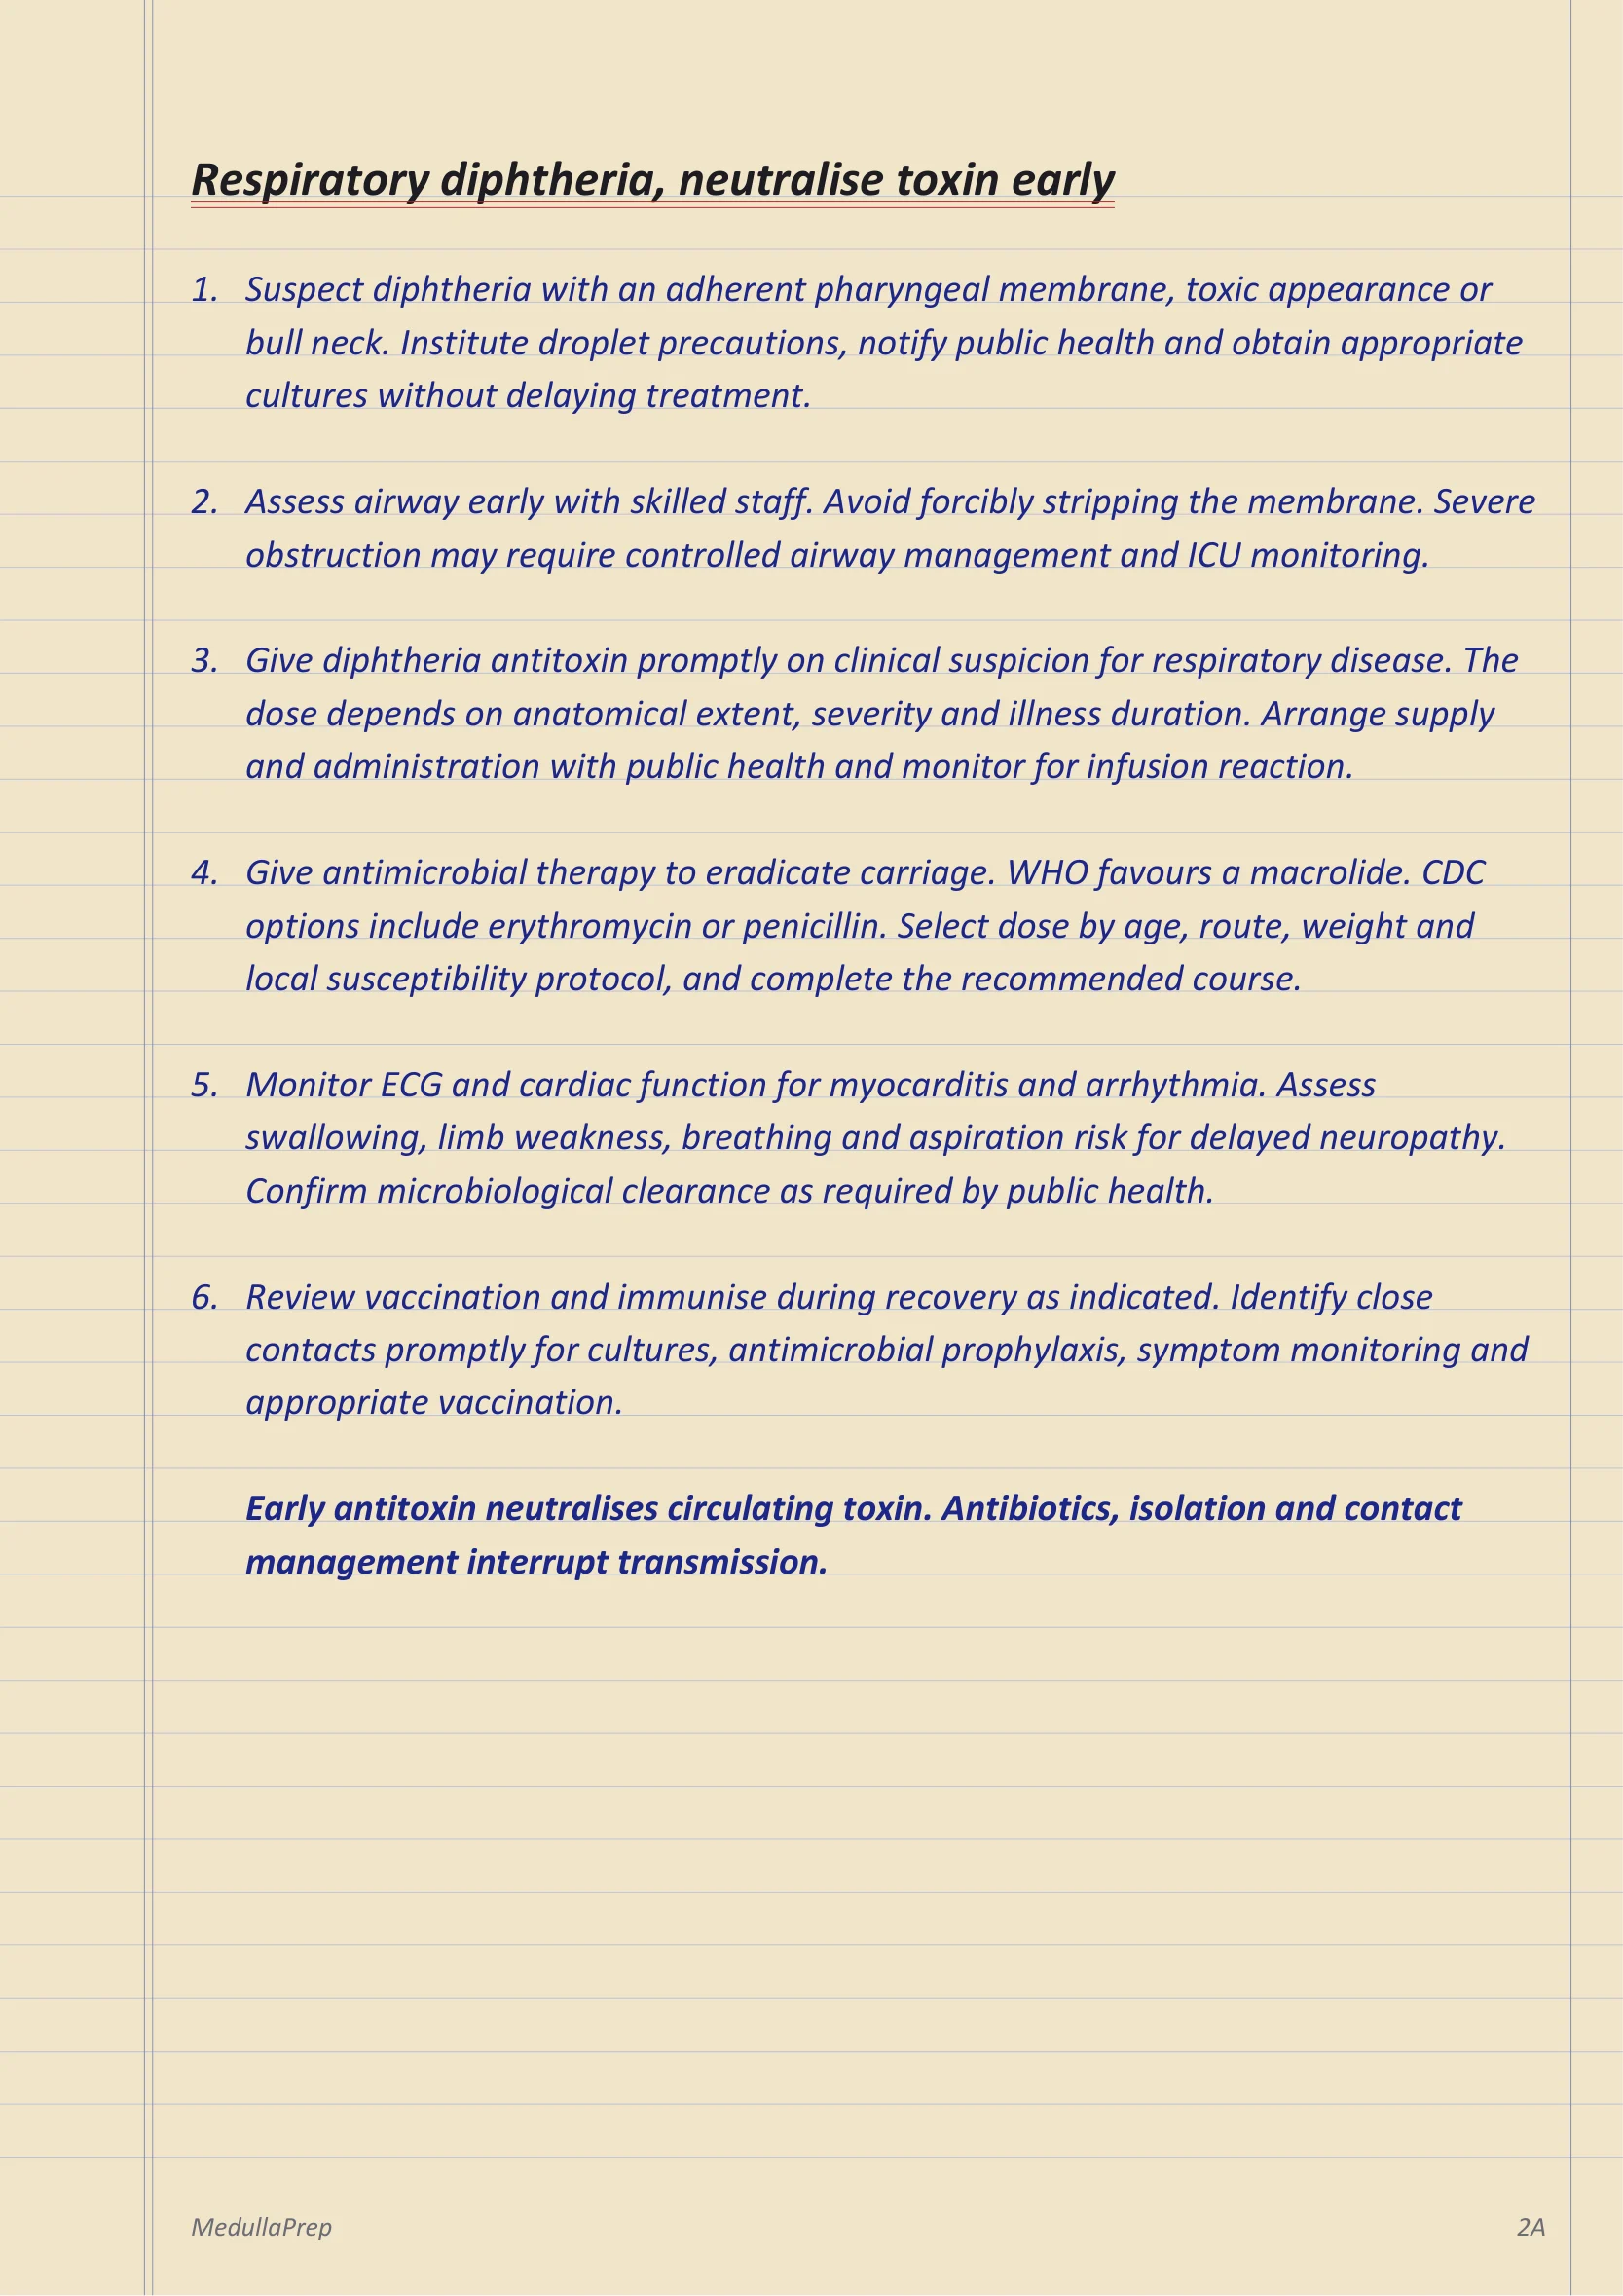 Respiratory diphtheria, neutralise toxin early
1. Suspect diphtheria with an adherent pharyngeal membrane, toxic appearance or
bull neck. Institute droplet precautions, notify public health and obtain appropriate
cultures without delaying treatment.
2. Assess airway early with skilled staff. Avoid forcibly stripping the membrane. Severe
obstruction may require controlled airway management and ICU monitoring.
3. Give diphtheria antitoxin promptly on clinical suspicion for respiratory disease. The
dose depends on anatomical extent, severity and illness duration. Arrange supply
and administration with public health and monitor for infusion reaction.
4. Give antimicrobial therapy to eradicate carriage. WHO favours a macrolide. CDC
options include erythromycin or penicillin. Select dose by age, route, weight and
local susceptibility protocol, and complete the recommended course.
5. Monitor ECG and cardiac function for myocarditis and arrhythmia. Assess
swallowing, limb weakness, breathing and aspiration risk for delayed neuropathy.
Confirm microbiological clearance as required by public health.
6. Review vaccination and immunise during recovery as indicated. Identify close
contacts promptly for cultures, antimicrobial prophylaxis, symptom monitoring and
appropriate vaccination.
Early antitoxin neutralises circulating toxin. Antibiotics, isolation and contact
management interrupt transmission.
MedullaPrep
2A